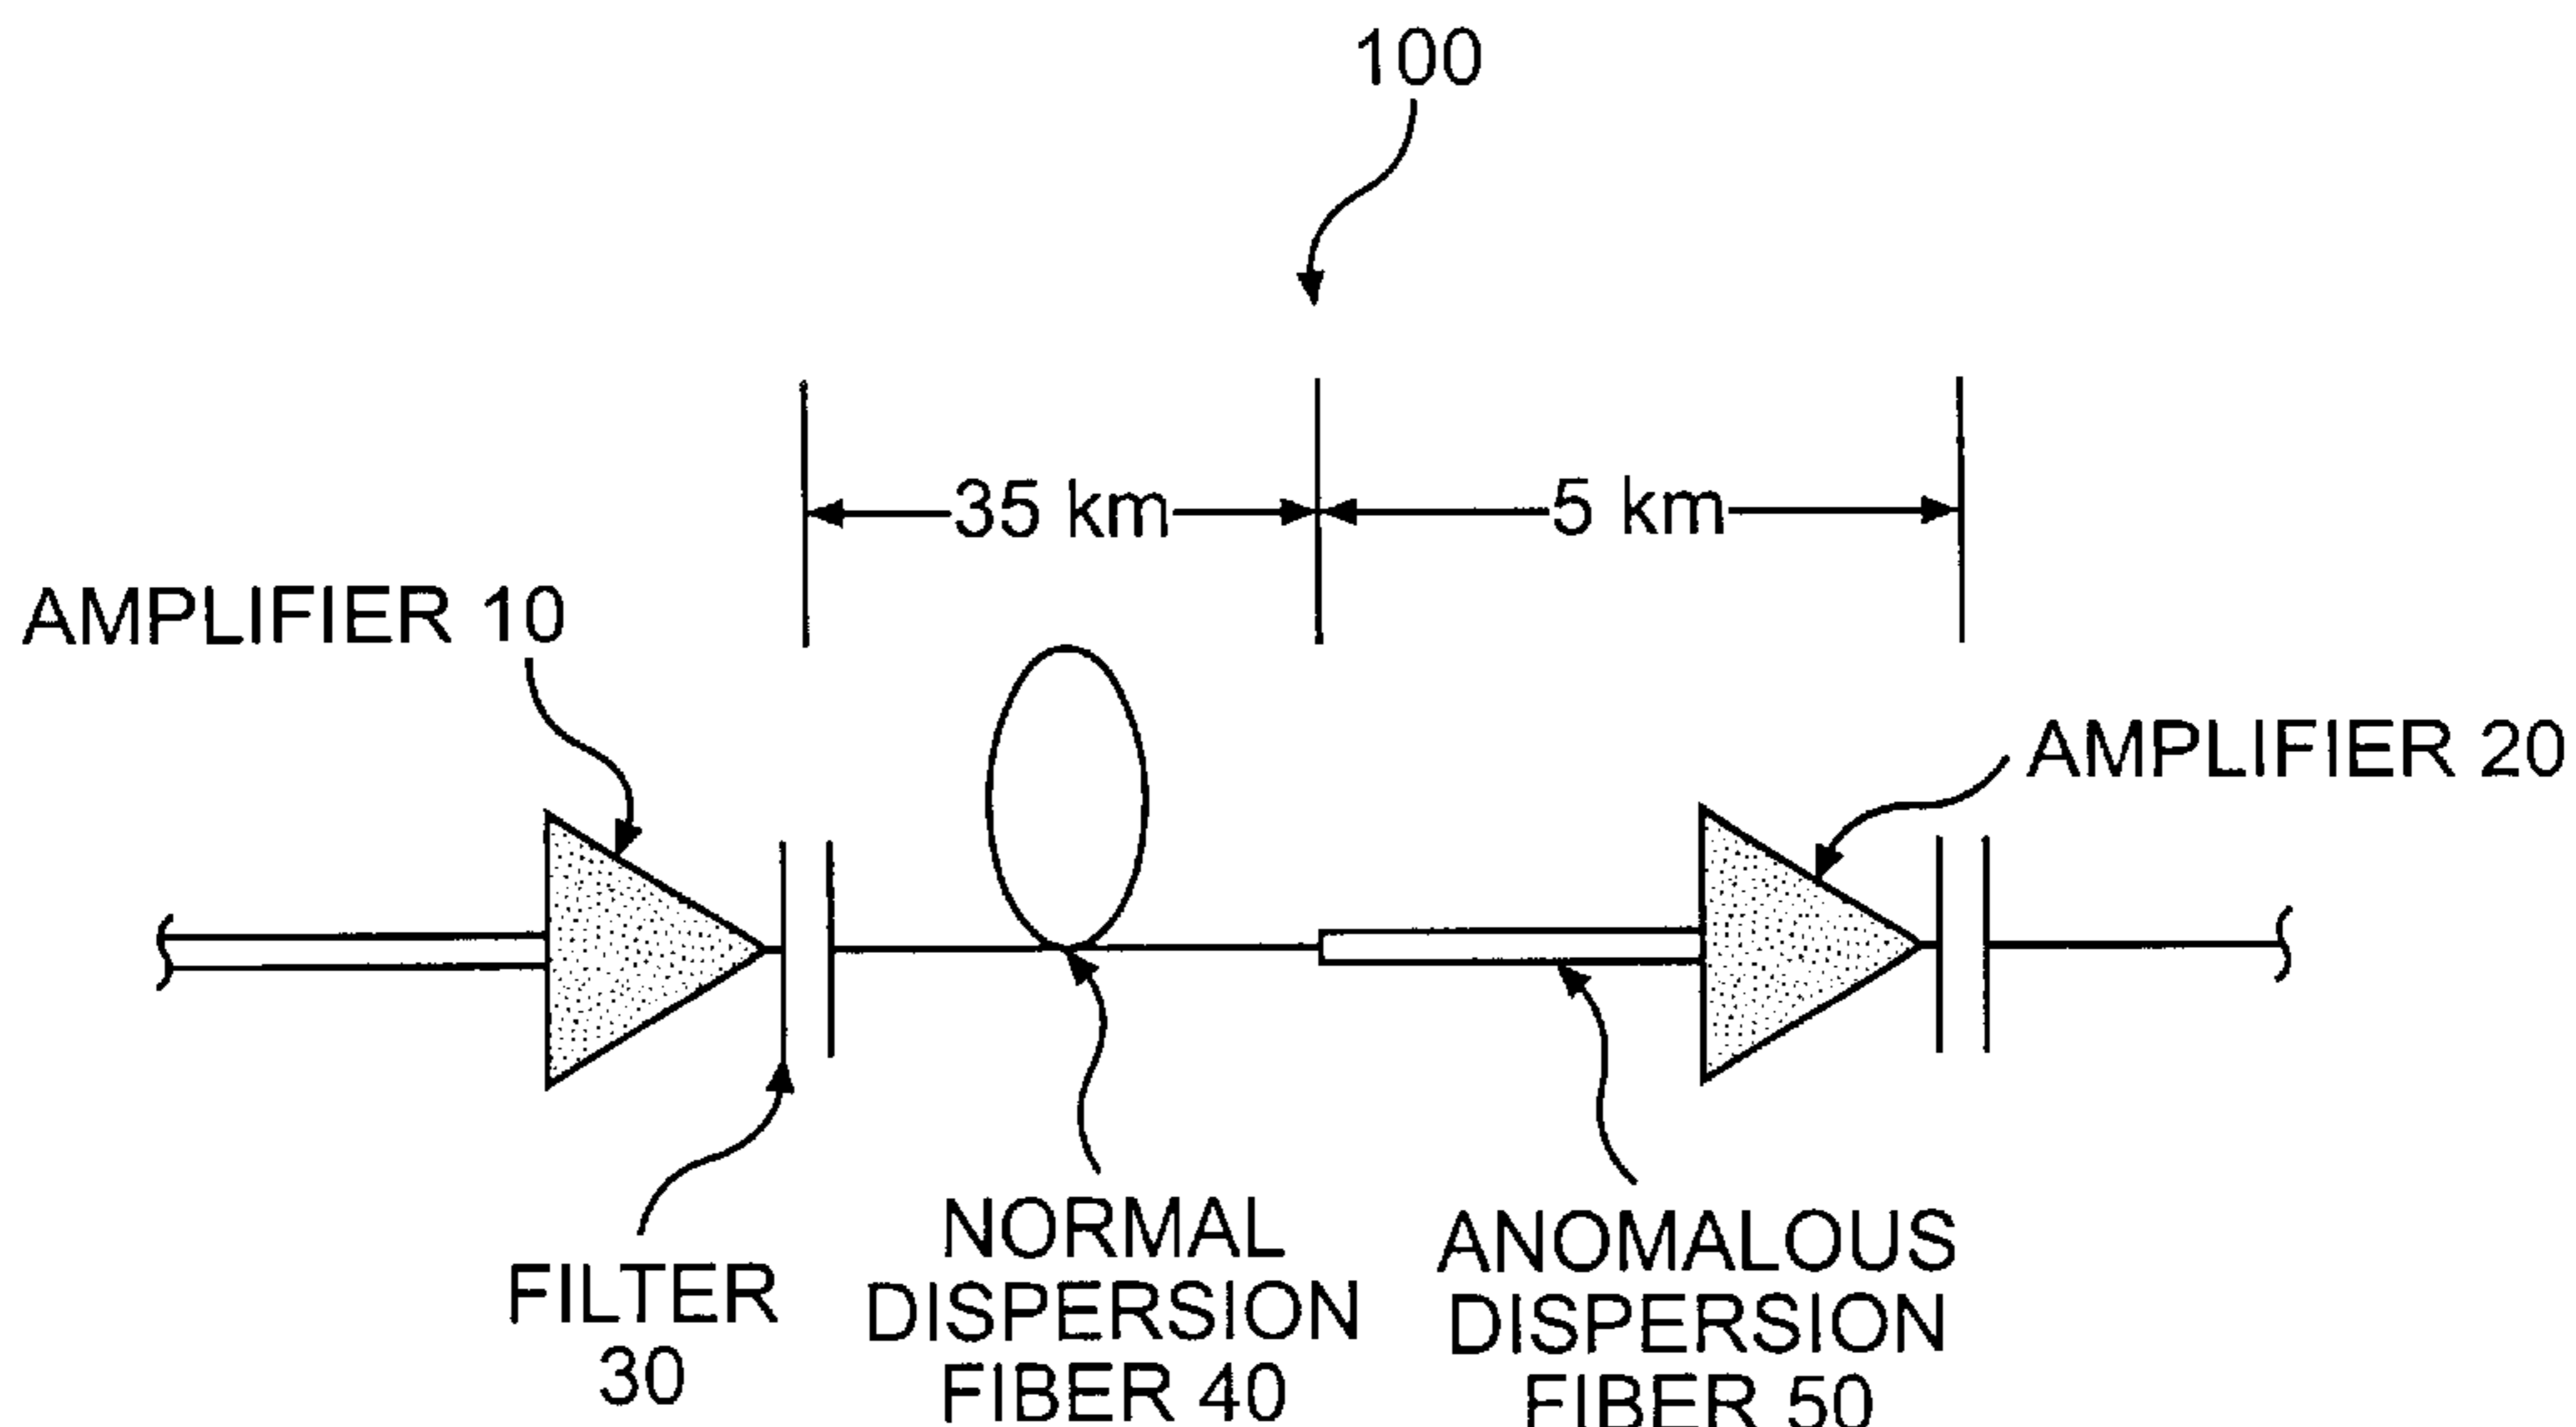 100
35 km
5 km
AMPLIFIER 10
AMPLIFIER 20
FILTER
30
NORMAL
DISPERSION
FIBER 40
ANOMALOUS
DISPERSION
FIBER 50